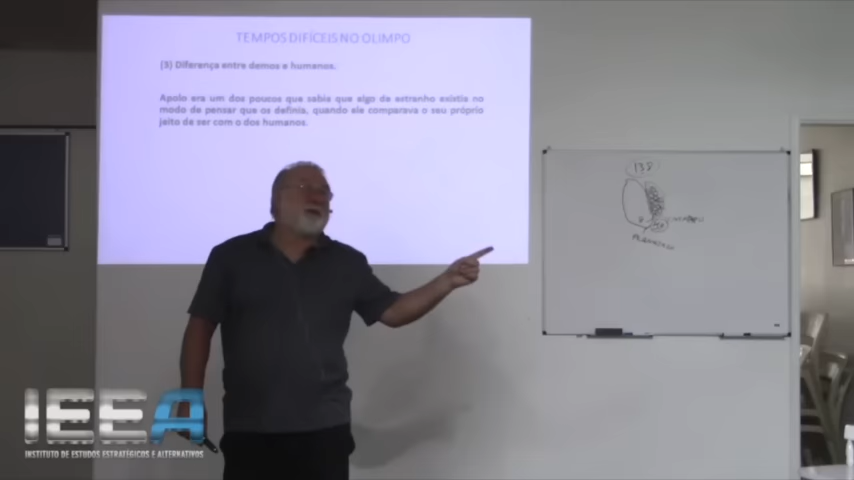 TEMPOS DIFÍCEIS NO OLIMPO
(3) Diferença entre demos e humanos.
Apolo era um dos poucos que sabia que algo de estranho existia no
modo de pensar que os definia, quando ele comparava o seu próprio
jeito de ser com o dos humanos.
138
IEEA
INSTITUTO DE ESTUDOS ESTRATÉGICOS E ALTERNATIVOS